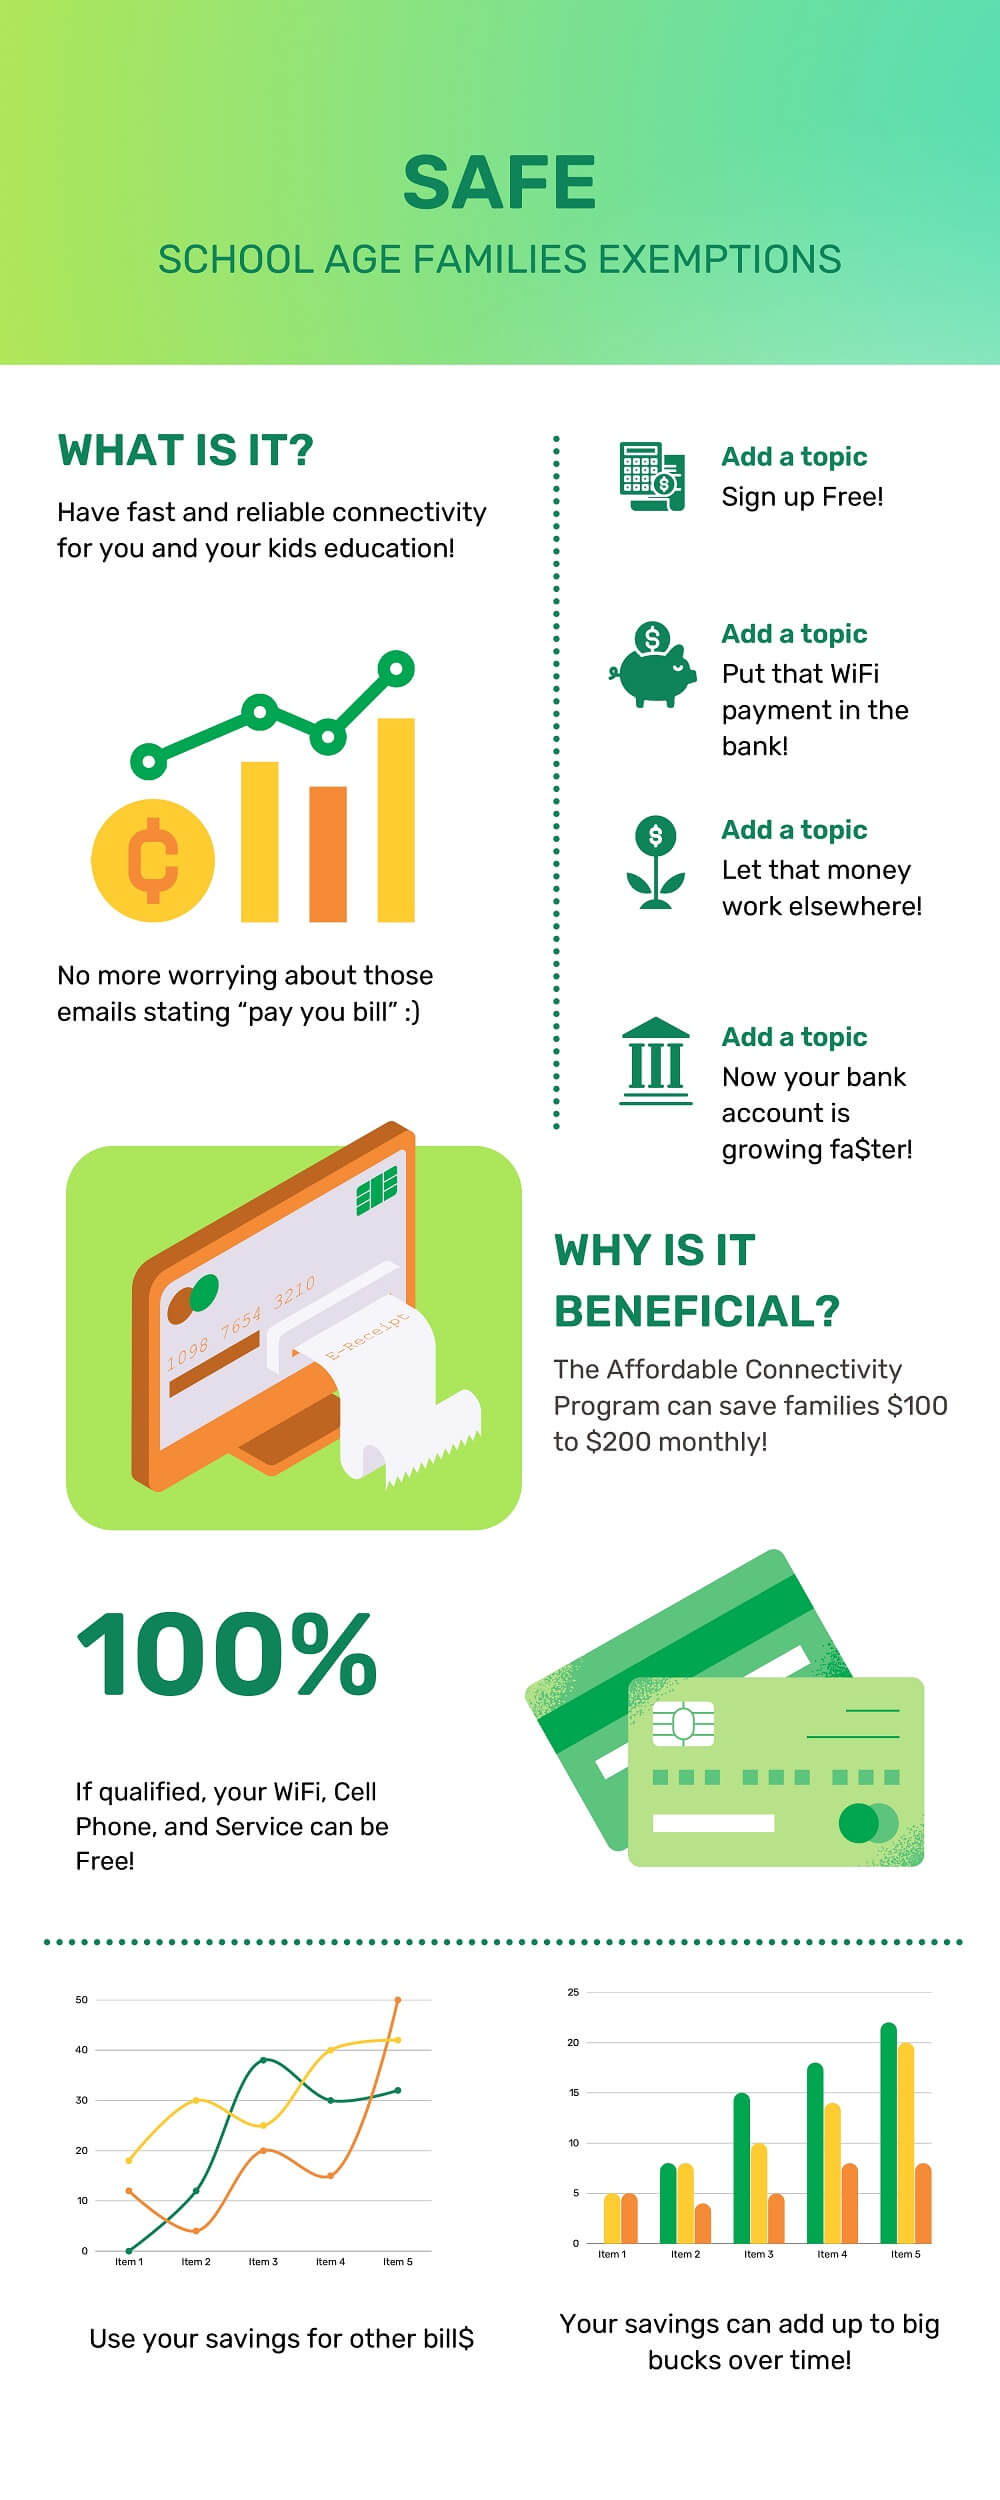 SAFE
SCHOOL AGE FAMILIES EXEMPTIONS
WHAT IS IT?
Have fast and reliable connectivity
for you and your kids education!
No more worrying about those
emails stating “pay you bill” :)
Add a topic
Sign up Free!
Add a topic
Put that WiFi
payment in the
bank!
Add a topic
Let that money
work elsewhere!
Add a topic
Now your bank
account is
growing fa$ter!
1098 7654 3210
E-Receipt
WHY IS IT
BENEFICIAL?
The Affordable Connectivity
Program can save families $100
to $200 monthly!
100%
If qualified, your WiFi, Cell
Phone, and Service can be
Free!
50
40
30
20
10
0
Item 1 Item 2 Item 3 Item 4 Item 5
Use your savings for other bill$
25
20
15
10
5
0
Item 1 Item 2 Item 3 Item 4 Item 5
Your savings can add up to big
bucks over time!